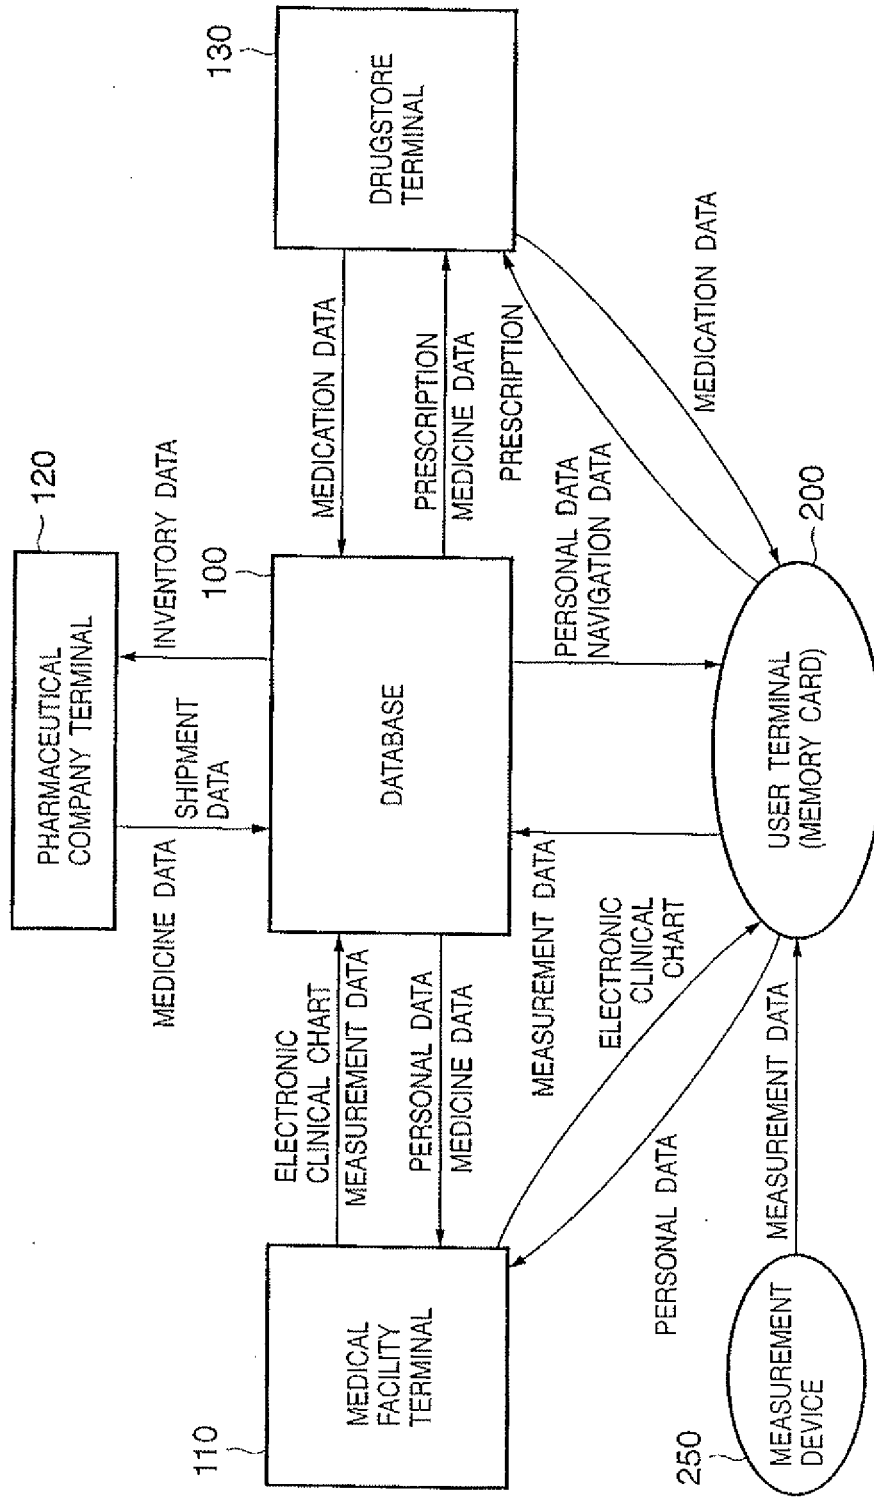 120
PHARMACEUTICAL
COMPANY TERMINAL
MEDICINE DATA
SHIPMENT
DATA
INVENTORY DATA
110
MEDICAL
FACILITY
TERMINAL
ELECTRONIC
CLINICAL CHART
MEASUREMENT DATA
PERSONAL DATA
MEDICINE DATA
100
DATABASE
MEDICATION DATA
PRESCRIPTION
MEDICINE DATA
130
DRUGSTORE
TERMINAL
MEASUREMENT DATA
PERSONAL DATA
NAVIGATION DATA
PRESCRIPTION
ELECTRONIC
CLINICAL
CHART
PERSONAL DATA
MEDICATION DATA
250
MEASUREMENT
DEVICE
MEASUREMENT DATA
USER TERMINAL
(MEMORY CARD)
200